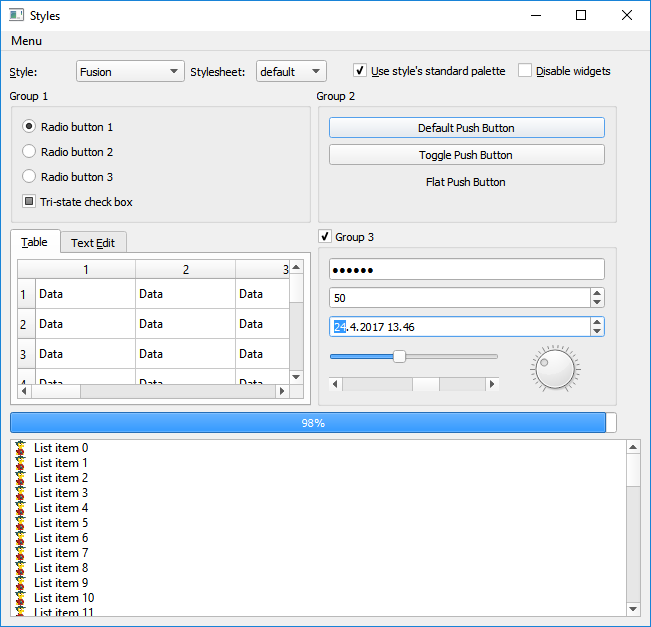 Styles
Menu
Style: Fusion Stylesheet: default Use style's standard palette Disable widgets
Group 1
Radio button 1
Radio button 2
Radio button 3
Tri-state check box
Group 2
Default Push Button
Toggle Push Button
Flat Push Button
Table Text Edit
1 2 3
1 Data Data Data
2 Data Data Data
3 Data Data Data
4 Data Data Data
Group 3
●●●●●●
50
24.4.2017 13.46
98%
List item 0
List item 1
List item 2
List item 3
List item 4
List item 5
List item 6
List item 7
List item 8
List item 9
List item 10
List item 11